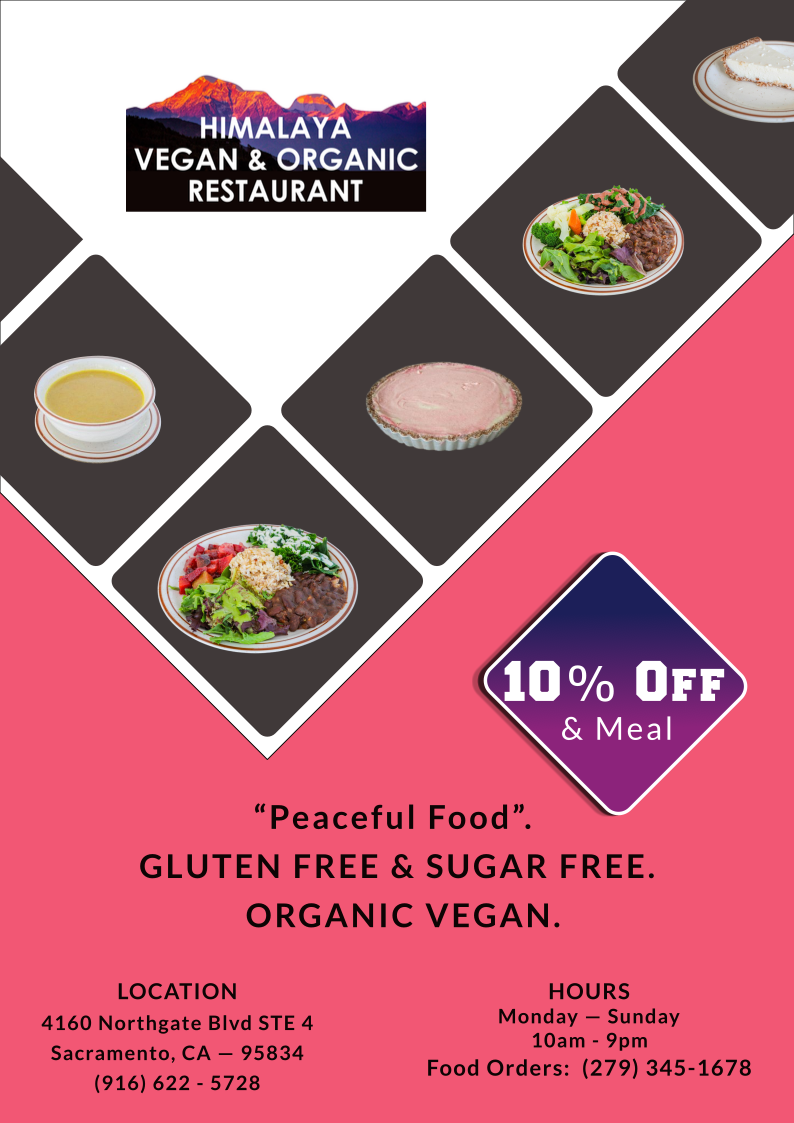 HIMALAYA
VEGAN & ORGANIC
RESTAURANT
10% OFF
& Meal
“Peaceful Food”.
GLUTEN FREE & SUGAR FREE.
ORGANIC VEGAN.
LOCATION
4160 Northgate Blvd STE 4
Sacramento, CA — 95834
(916) 622 - 5728
HOURS
Monday — Sunday
10am - 9pm
Food Orders: (279) 345-1678